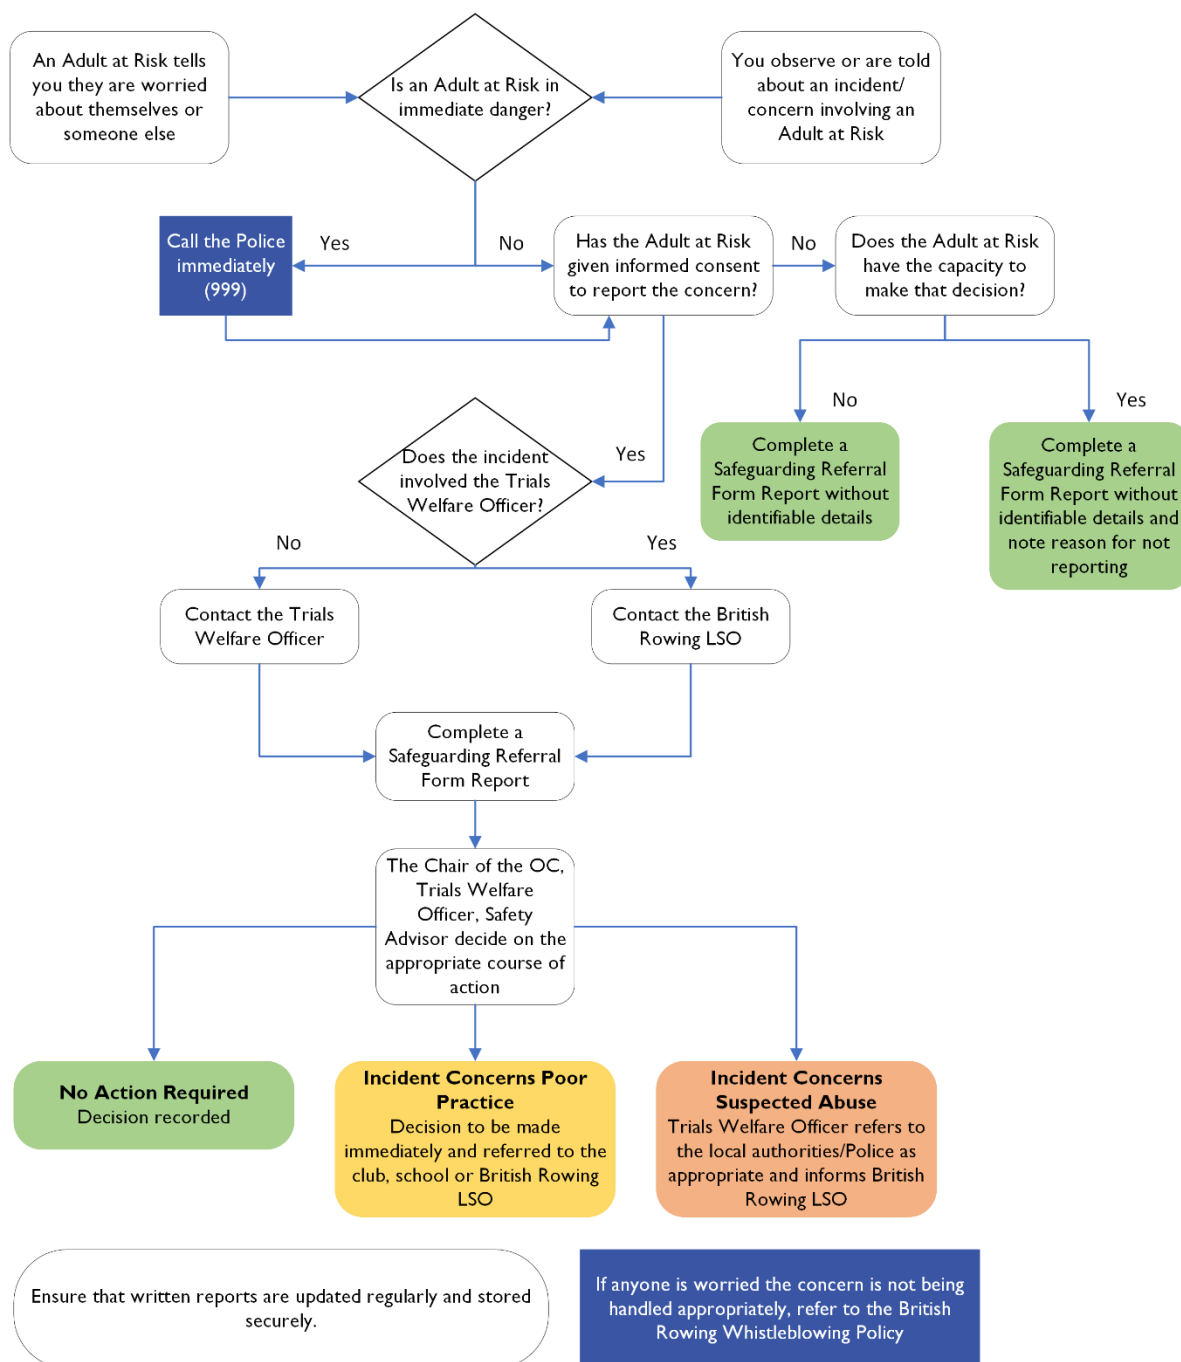 An Adult at Risk tells
you they are worried
about themselves or
someone else
Is an Adult at Risk in
immediate danger?
You observe or are told
about an incident/
concern involving an
Adult at Risk
Call the Police
immediately
(999)
Yes
No
Has the Adult at Risk
given informed consent
to report the concern?
No
Does the Adult at Risk
have the capacity to
make that decision?
No
Yes
Complete a
Safeguarding Referral
Form Report without
identifiable details
Complete a
Safeguarding Referral
Form Report without
identifiable details and
note reason for not
reporting
Does the incident
involved the Trials
Welfare Officer?
Yes
No
Yes
Contact the Trials
Welfare Officer
Contact the British
Rowing LSO
Complete a
Safeguarding Referral
Form Report
The Chair of the OC,
Trials Welfare
Officer, Safety
Advisor decide on the
appropriate course of
action
No Action Required
Decision recorded
Incident Concerns Poor
Practice
Decision to be made
immediately and referred to the
club, school or British Rowing
LSO
Incident Concerns
Suspected Abuse
Trials Welfare Officer refers to
the local authorities/Police as
appropriate and informs British
Rowing LSO
Ensure that written reports are updated regularly and stored
securely.
If anyone is worried the concern is not being
handled appropriately, refer to the British
Rowing Whistleblowing Policy